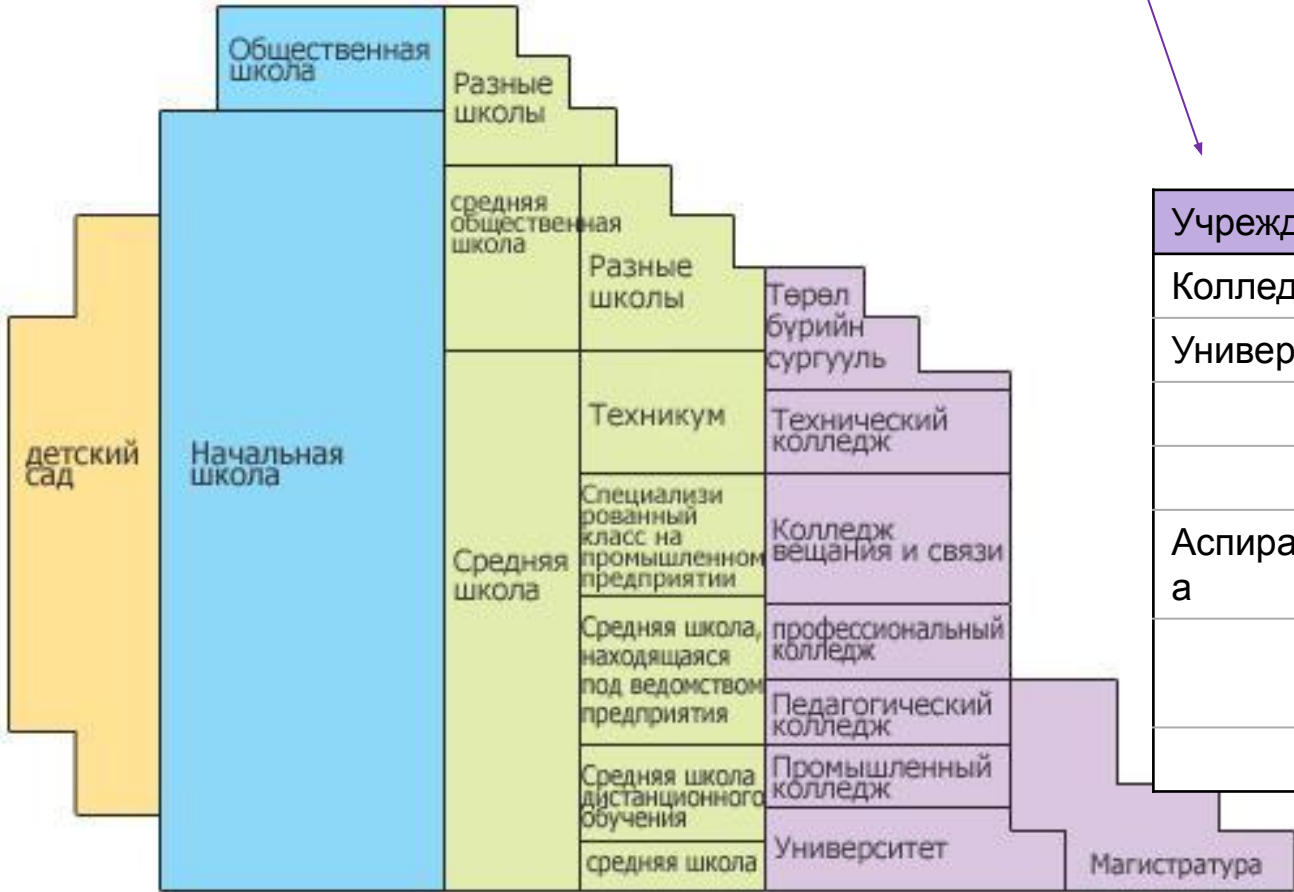 Общественная
школа
Разные
школы
детский
сад
Начальная
школа
средняя
общественная
школа
Средняя
школа
Разные
школы
Техникум
Специализи
рованный
класс на
промышленном
предприятии
Средняя школа,
находящаяся
под ведомством
предприятия
Средняя школа
дистанционного
обучения
средняя школа
Төрөл
бүрийн
сургууль
Технический
колледж
Колледж
вещания и связи
профессиональный
колледж
Педагогический
колледж
Промышленный
колледж
Университет
Магистратура
Учрежд
Коллед
Универ
Аспира
а